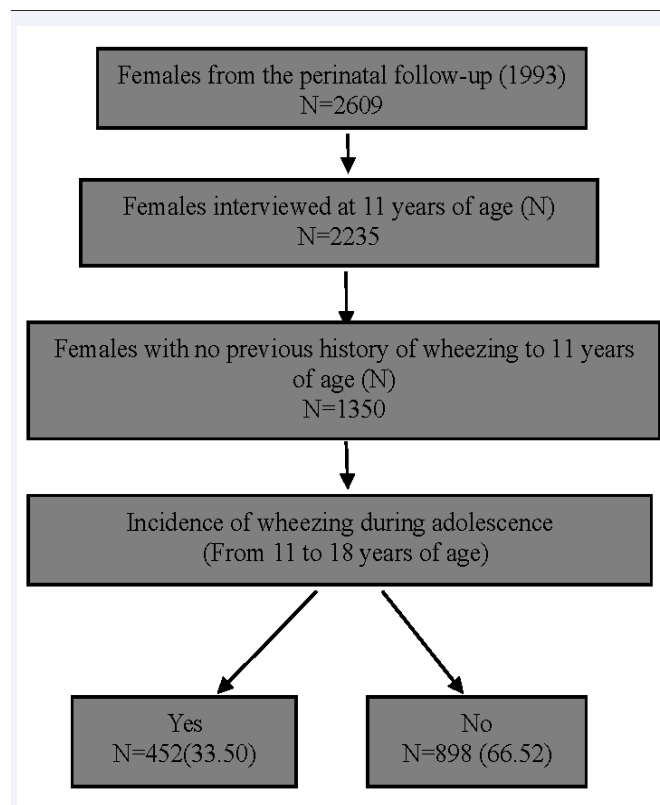 Females from the perinatal follow-up (1993)
N=2609
Females interviewed at 11 years of age (N)
N=2235
Females with no previous history of wheezing to 11 years
of age (N)
N=1350
Incidence of wheezing during adolescence
(From 11 to 18 years of age)
Yes
N=452(33.50)
No
N=898 (66.52)